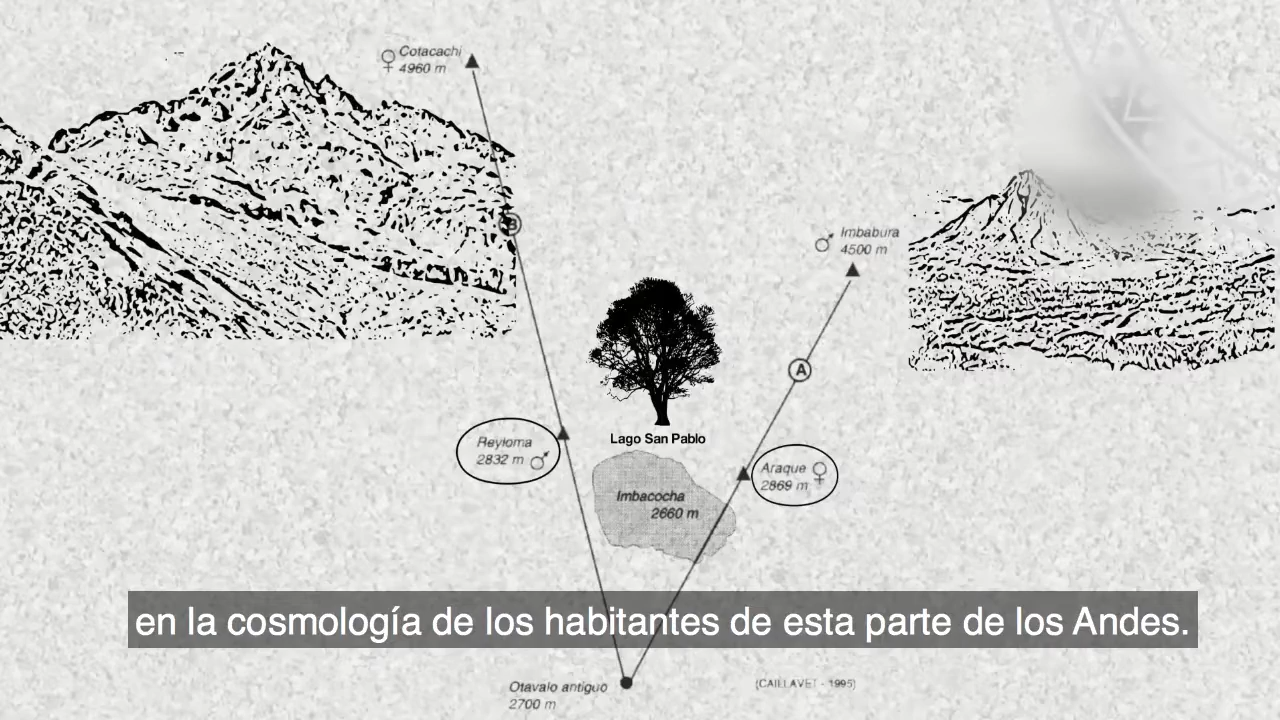 ♀ Cotacachi
4960 m
B
♂ Imbabura
4500 m
A
Lago San Pablo
Reyloma
2832 m ♂
Araque ♀
2869 m
Imbacocha
2660 m
en la cosmología de los habitantes de esta parte de los Andes.
Otavalo antiguo
2700 m
(CAILLAVET - 1995)